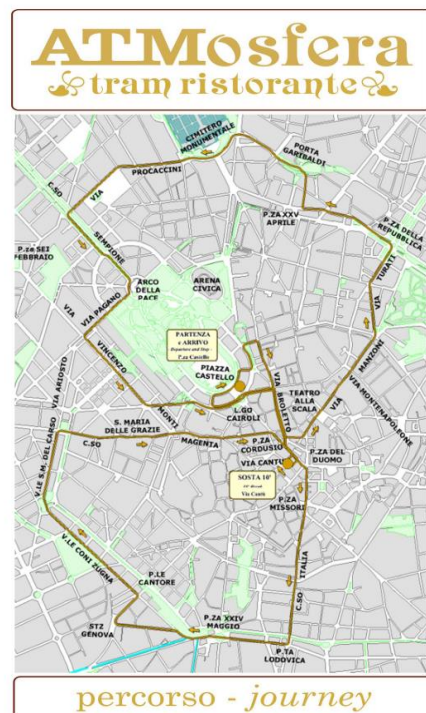 ATMosfera
tram ristorante
CIMITERO
MONUMENTALE
PORTA
GARIBALDI
C.SO
VIA
PROCACCINI
P.ZA XXV
APRILE
P.ZA DELLA
REPUBBLICA
SEMPIONE
P.za SEI
FEBBRAIO
ARCO
DELLA
PACE
ARENA
CIVICA
TURATI
VIA
VIA PAGANO
VIA
PARTENZA
e ARRIVO
P.za Castello
VINCENZO
PIAZZA
CASTELLO
MANZONI
VIA MONTENAPOLEONE
VIA ARIOSTO
VIA BROLETTO
TEATRO
ALLA
SCALA
VIA
MONTI
L.GO
CAIROLI
S. MARIA
DELLE GRAZIE
C.SO
MAGENTA
P.ZA
CORDUSIO
V.LE S.M. DEL CARSO
VIA CANTU
P.ZA DEL
DUOMO
SOSTA 10'
Via Cantù
P.ZA
MISSORI
V.LE CONI ZUGNA
P.LE
CANTORE
C.SO ITALIA
STZ
GENOVA
P.ZA XXIV
MAGGIO
P.TA
LODOVICA
percorso - journey